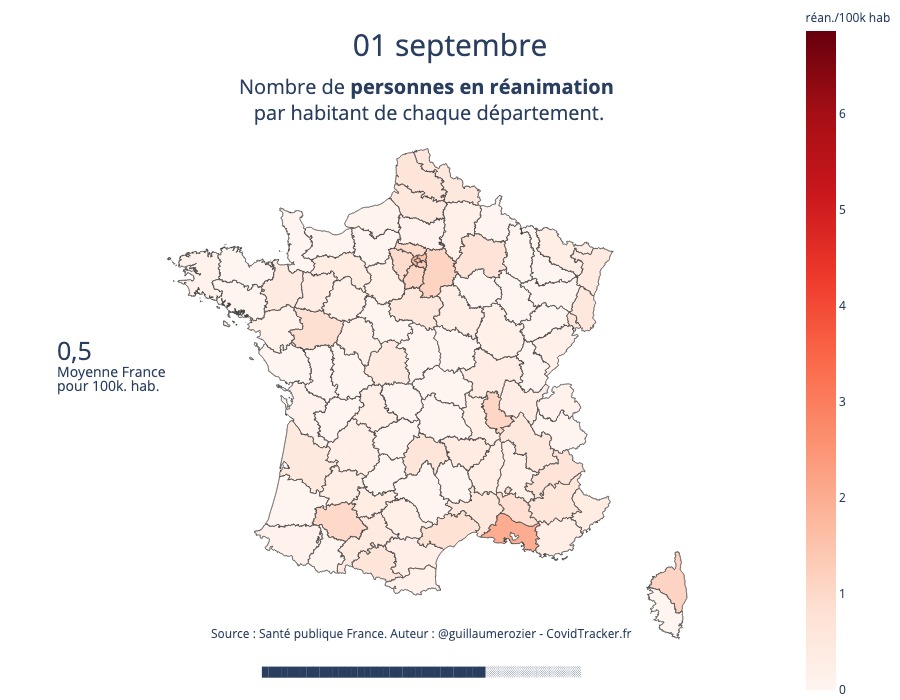 réan./100k hab
01 septembre
Nombre de personnes en réanimation
par habitant de chaque département.
6
5
4
0,5
Moyenne France
pour 100k. hab.
3
2
1
Source : Santé publique France. Auteur : @guillaumerozier - CovidTracker.fr
0